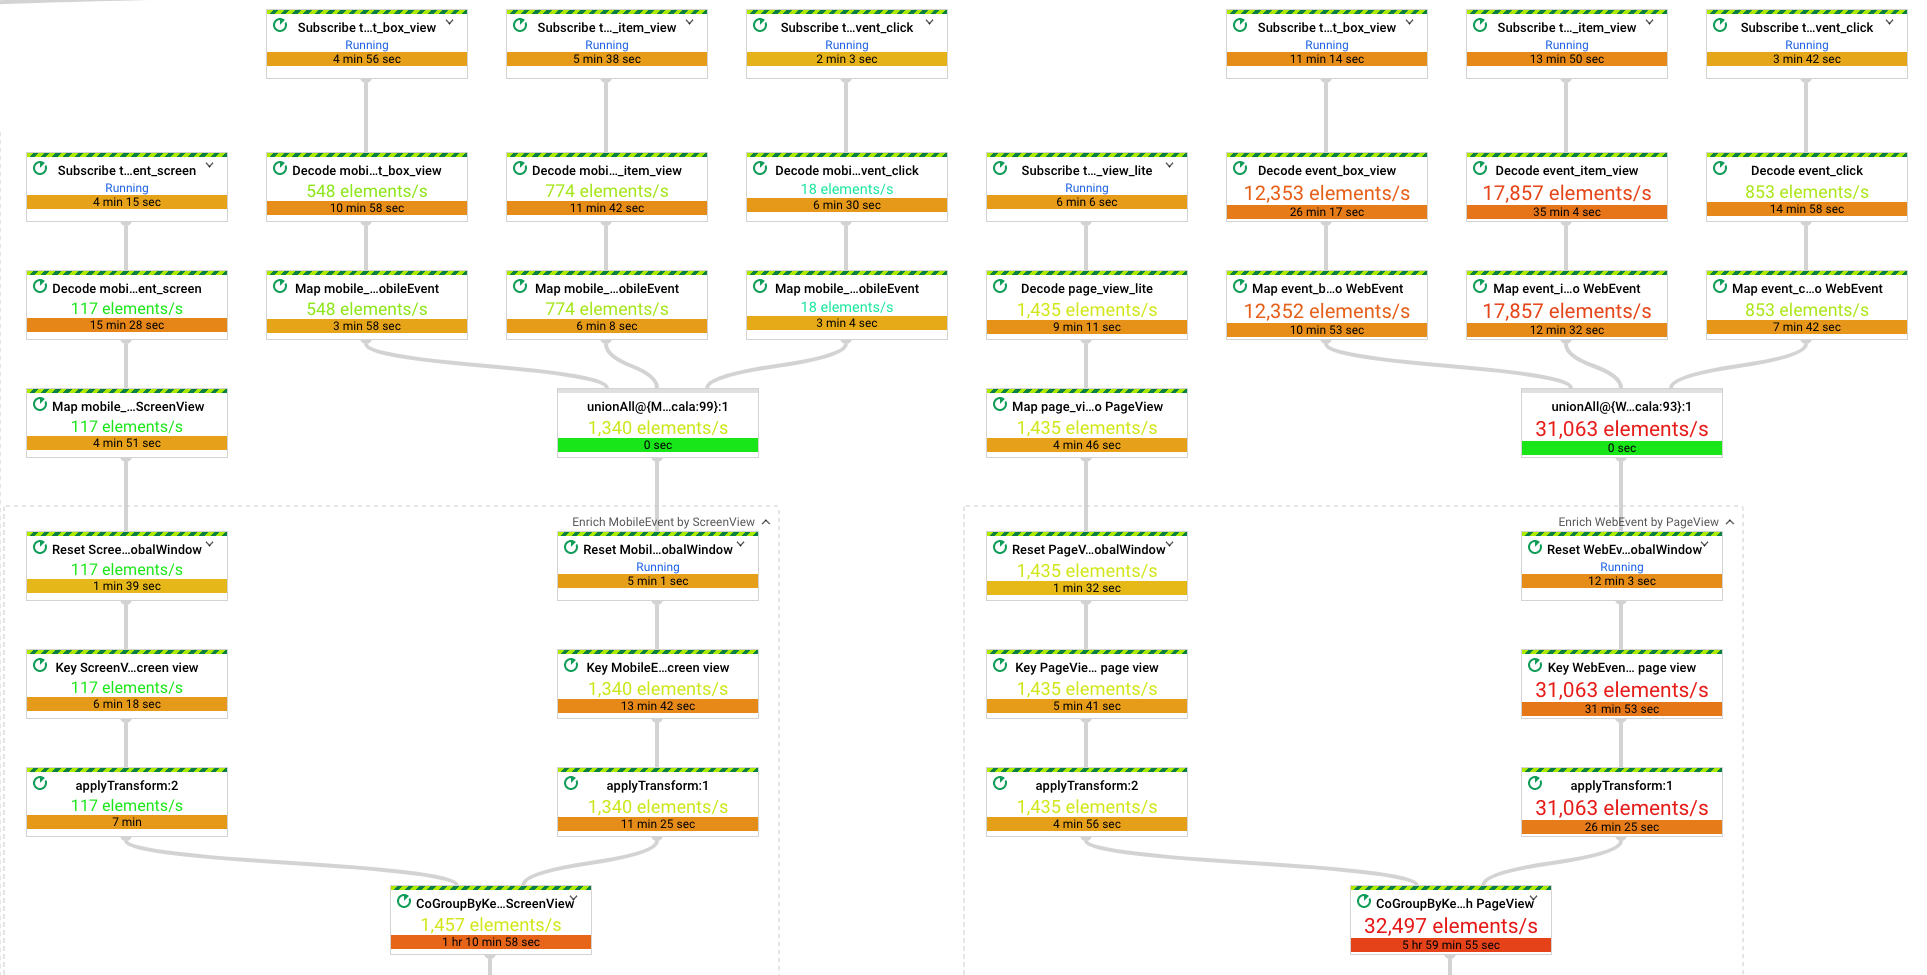 Subscribe t...t_box_view
Running
4 min 56 sec
Subscribe t..._item_view
Running
5 min 38 sec
Subscribe t...vent_click
Running
2 min 3 sec
Subscribe t...t_box_view
Running
11 min 14 sec
Subscribe t..._item_view
Running
13 min 50 sec
Subscribe t...vent_click
Running
3 min 42 sec
Subscribe t...ent_screen
Running
4 min 15 sec
Decode mobi...t_box_view
548 elements/s
10 min 58 sec
Decode mobi..._item_view
774 elements/s
11 min 42 sec
Decode mobi...vent_click
18 elements/s
6 min 30 sec
Subscribe t..._view_lite
Running
6 min 6 sec
Decode event_box_view
12,353 elements/s
26 min 17 sec
Decode event_item_view
17,857 elements/s
35 min 4 sec
Decode event_click
853 elements/s
14 min 58 sec
Decode mobi...ent_screen
117 elements/s
15 min 28 sec
Map mobile_...obileEvent
548 elements/s
3 min 58 sec
Map mobile_...obileEvent
774 elements/s
6 min 8 sec
Map mobile_...obileEvent
18 elements/s
3 min 4 sec
Decode page_view_lite
1,435 elements/s
9 min 11 sec
Map event_b...o WebEvent
12,352 elements/s
10 min 53 sec
Map event_i...o WebEvent
17,857 elements/s
12 min 32 sec
Map event_c...o WebEvent
853 elements/s
7 min 42 sec
Map mobile_...ScreenView
117 elements/s
4 min 51 sec
unionAll@{M...cala:99}:1
1,340 elements/s
0 sec
Map page_vi...o PageView
1,435 elements/s
4 min 46 sec
unionAll@{W...cala:93}:1
31,063 elements/s
0 sec
Enrich MobileEvent by ScreenView
Enrich WebEvent by PageView
Reset Scree...obalWindow
117 elements/s
1 min 39 sec
Reset Mobil...obalWindow
Running
5 min 1 sec
Reset PageV...obalWindow
1,435 elements/s
1 min 32 sec
Reset WebEv...obalWindow
Running
12 min 3 sec
Key ScreenV...creen view
117 elements/s
6 min 18 sec
Key MobileE...creen view
1,340 elements/s
13 min 42 sec
Key PageVie... page view
1,435 elements/s
5 min 41 sec
Key WebEven... page view
31,063 elements/s
31 min 53 sec
applyTransform:2
117 elements/s
7 min
applyTransform:1
1,340 elements/s
11 min 25 sec
applyTransform:2
1,435 elements/s
4 min 56 sec
applyTransform:1
31,063 elements/s
26 min 25 sec
CoGroupByKe...ScreenView
1,457 elements/s
1 hr 10 min 58 sec
CoGroupByKe...h PageView
32,497 elements/s
5 hr 59 min 55 sec